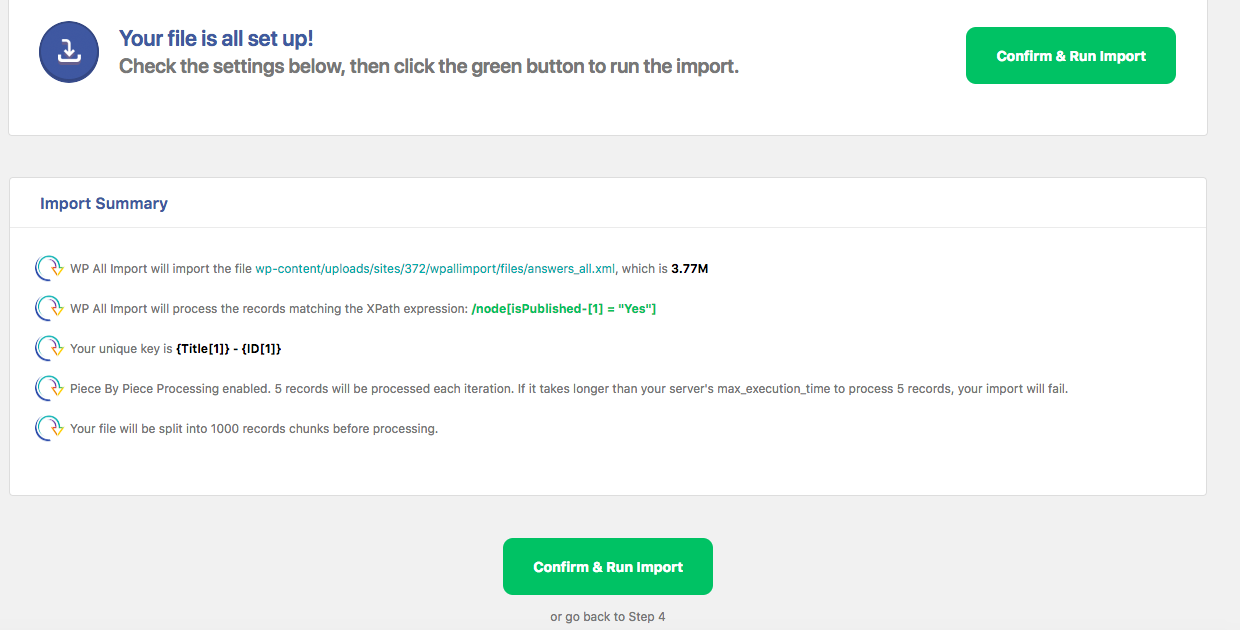 Your file is all set up!
Check the settings below, then click the green button to run the import.
Confirm & Run Import
Import Summary
WP All Import will import the file wp-content/uploads/sites/372/wpallimport/files/answers_all.xml, which is 3.77M
WP All Import will process the records matching the XPath expression: /node[isPublished-[1] = "Yes"]
Your unique key is {Title[1]} - {ID[1]}
Piece By Piece Processing enabled. 5 records will be processed each iteration. If it takes longer than your server's max_execution_time to process 5 records, your import will fail.
Your file will be split into 1000 records chunks before processing.
Confirm & Run Import
or go back to Step 4